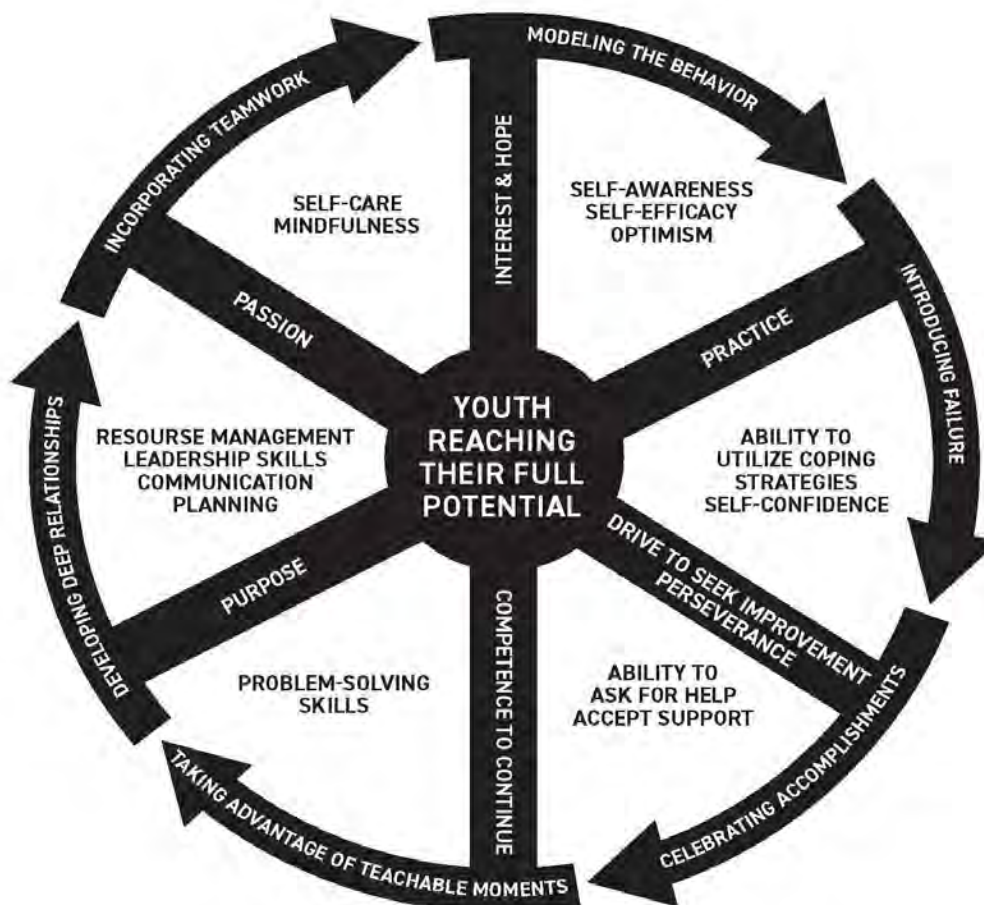 MODELING THE BEHAVIOR
INTEREST & HOPE
SELF-AWARENESS
SELF-EFFICACY
OPTIMISM
PRACTICE
INTRODUCING FAILURE
ABILITY TO
UTILIZE COPING
STRATEGIES
SELF-CONFIDENCE
DRIVE TO SEEK IMPROVEMENT
PERSEVERANCE
CELEBRATING ACCOMPLISHMENTS
ABILITY TO
ASK FOR HELP
ACCEPT SUPPORT
COMPETENCE TO CONTINUE
TAKING ADVANTAGE OF TEACHABLE MOMENTS
PROBLEM-SOLVING
SKILLS
PURPOSE
DEVELOPING DEEP RELATIONSHIPS
RESOURSE MANAGEMENT
LEADERSHIP SKILLS
COMMUNICATION
PLANNING
PASSION
INCORPORATING TEAMWORK
SELF-CARE
MINDFULNESS
YOUTH
REACHING
THEIR FULL
POTENTIAL